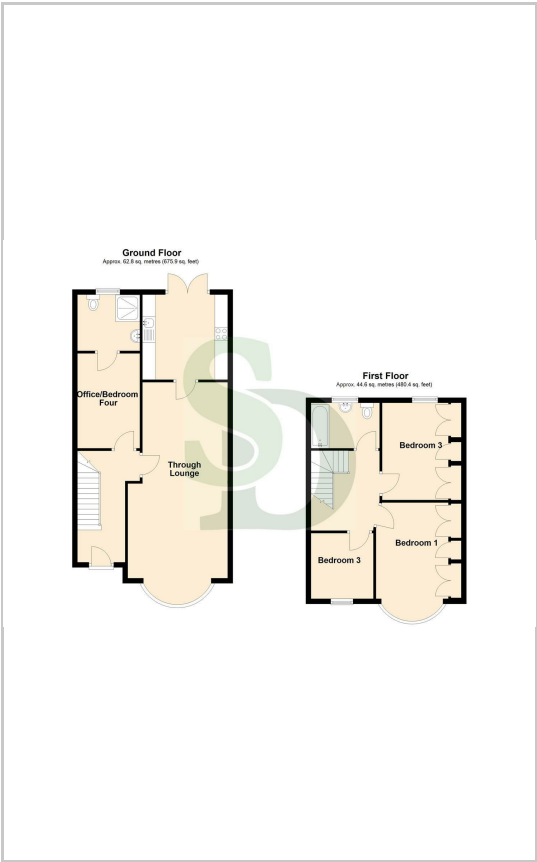 Ground Floor
Approx. 62.8 sq. metres (675.9 sq. feet)
Office/Bedroom
Four
Through
Lounge
First Floor
Approx. 44.6 sq. metres (480.4 sq. feet)
Bedroom 3
Bedroom 1
Bedroom 3
SD